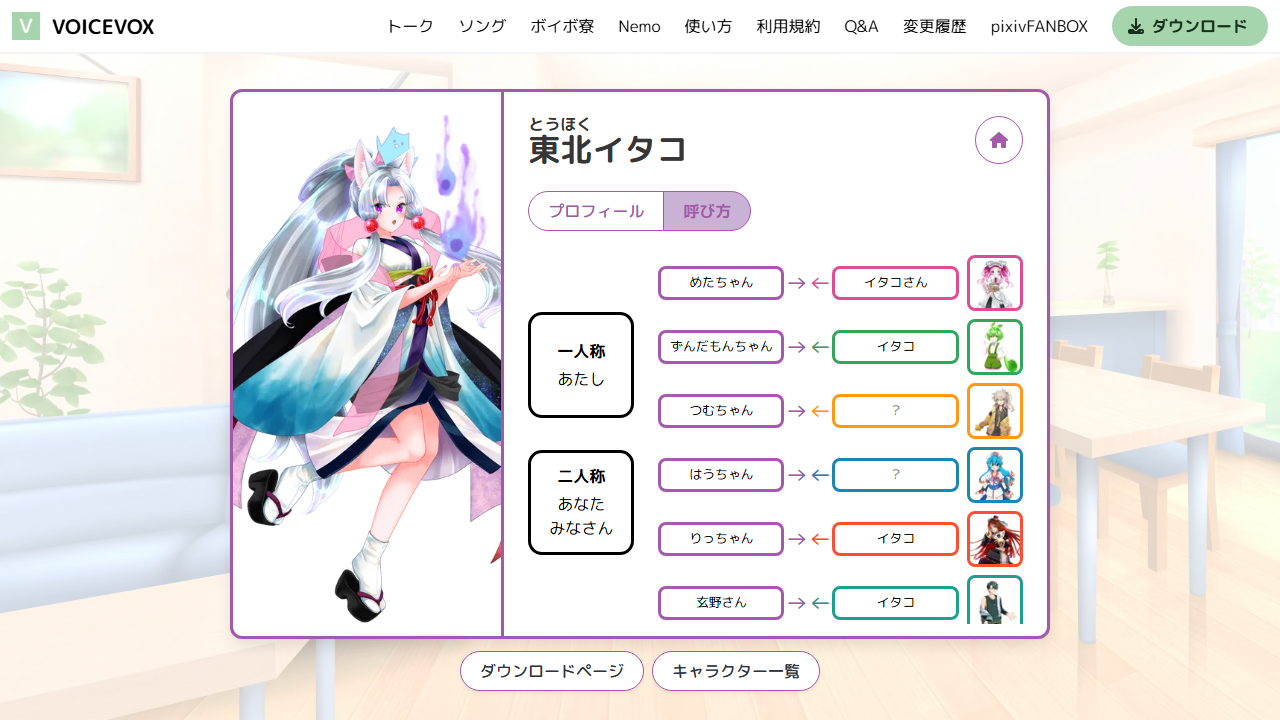 V VOICEVOX トーク ソング ボイボ寮 Nemo 使い方 利用規約 Q&A 変更履歴 pixivFANBOX ダウンロード
とうほく
東北イタコ
プロフィール 呼び方
一人称
あたし
二人称
あなた
みなさん
めたちゃん → ← イタコさん
ずんだもんちゃん → ← イタコ
つむちゃん → ← ?
はうちゃん → ← ?
りっちゃん → ← イタコ
玄野さん → ← イタコ
ダウンロードページ キャラクター一覧